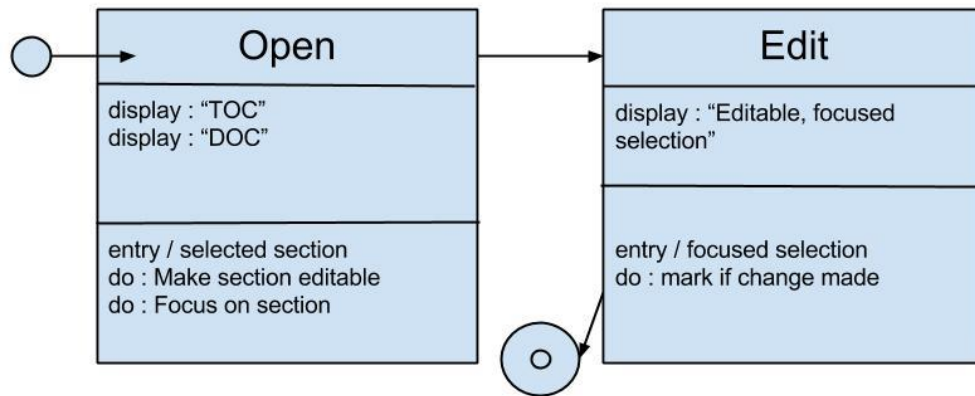 Open
display : “TOC”
display : “DOC”
entry / selected section
do : Make section editable
do : Focus on section
Edit
display : “Editable, focused
selection”
entry / focused selection
do : mark if change made